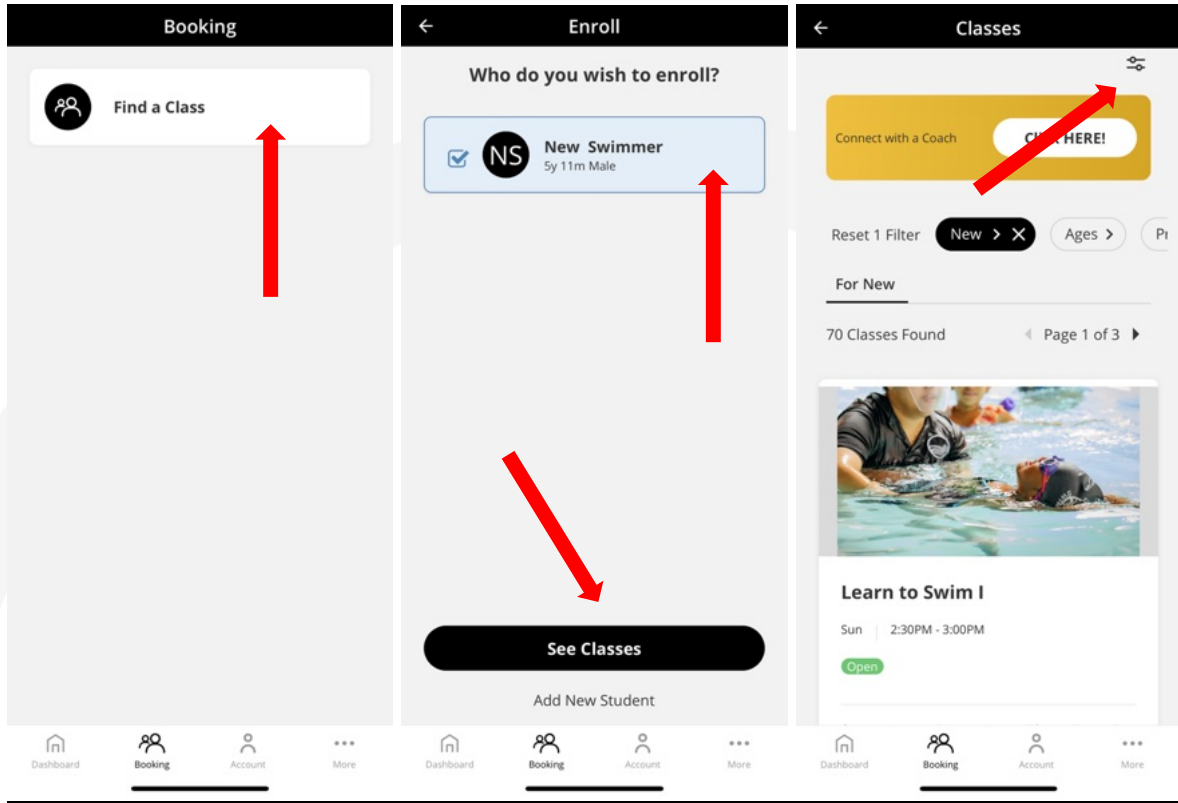 Booking
Find a Class
Dashboard
Booking
Account
More
Enroll
Who do you wish to enroll?
NS
New Swimmer
5y 11m Male
See Classes
Add New Student
Dashboard
Booking
Account
More
Classes
Connect with a Coach
HERE!
Reset 1 Filter
New
Ages
For New
70 Classes Found
Page 1 of 3
Learn to Swim I
Sun
2:30PM - 3:00PM
Open
Dashboard
Booking
Account
More